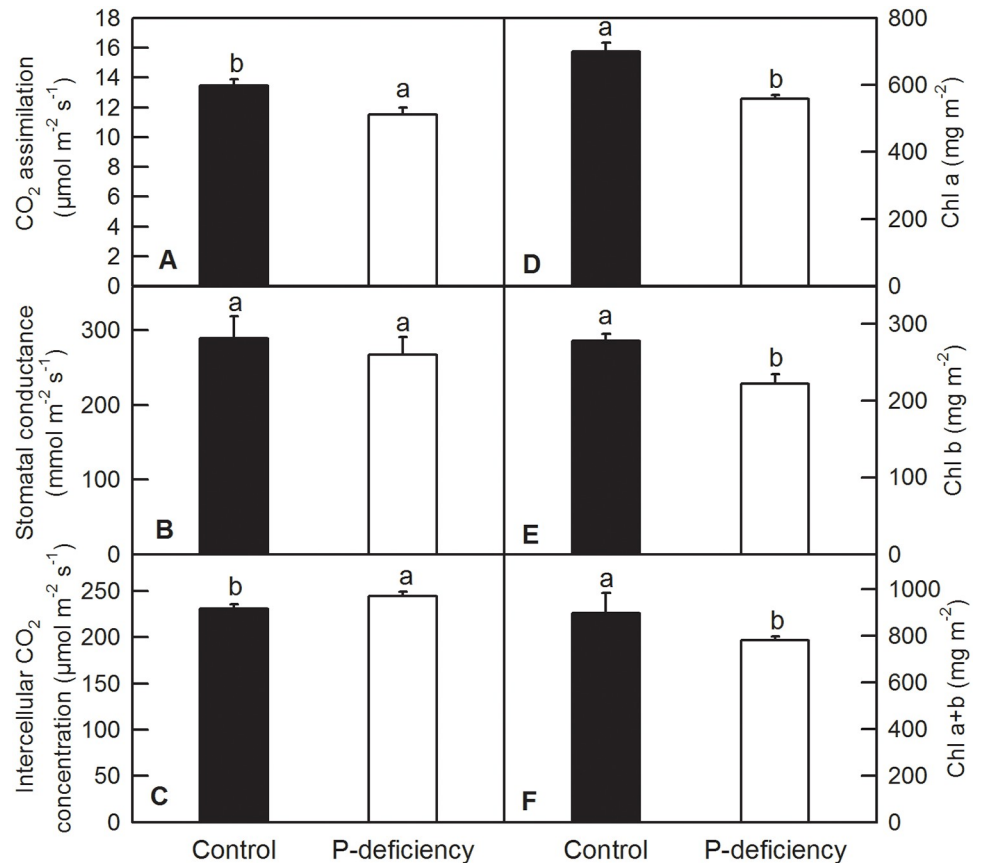 CO₂ assimilation
(µmol m⁻² s⁻¹)
18
16
14
12
10
8
6
4
2
0
b
a
A
a
b
D
800
600
400
200
0
Chl a (mg m⁻²)
Stomatal conductance
(mmol m⁻² s⁻¹)
300
200
100
0
a
a
B
a
b
E
300
200
100
0
Chl b (mg m⁻²)
Intercellular CO₂
concentration (µmol m⁻² s⁻¹)
250
200
150
100
50
0
b
a
C
a
b
F
1000
800
600
400
200
0
Chl a+b (mg m⁻²)
Control P-deficiency Control P-deficiency